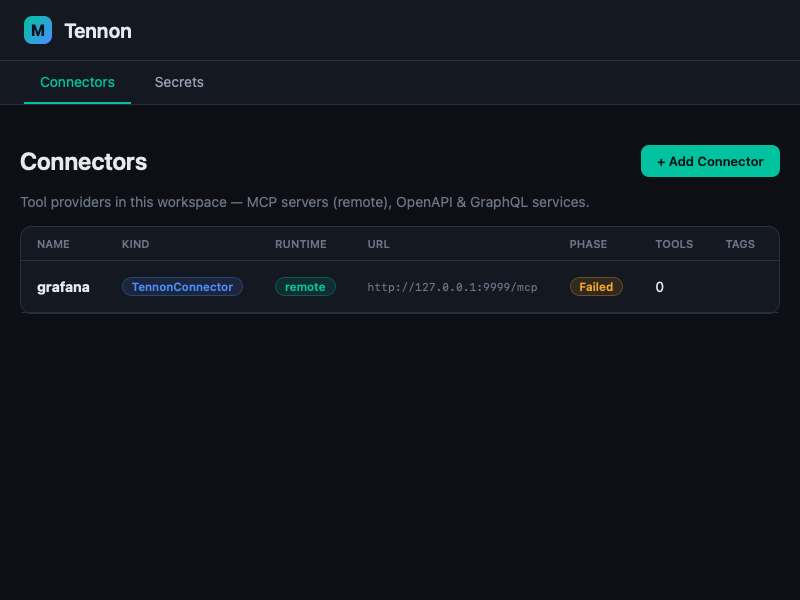 M Tennon
Connectors Secrets
Connectors + Add Connector
Tool providers in this workspace — MCP servers (remote), OpenAPI & GraphQL services.
NAME KIND RUNTIME URL PHASE TOOLS TAGS
grafana TennonConnector remote http://127.0.0.1:9999/mcp Failed 0